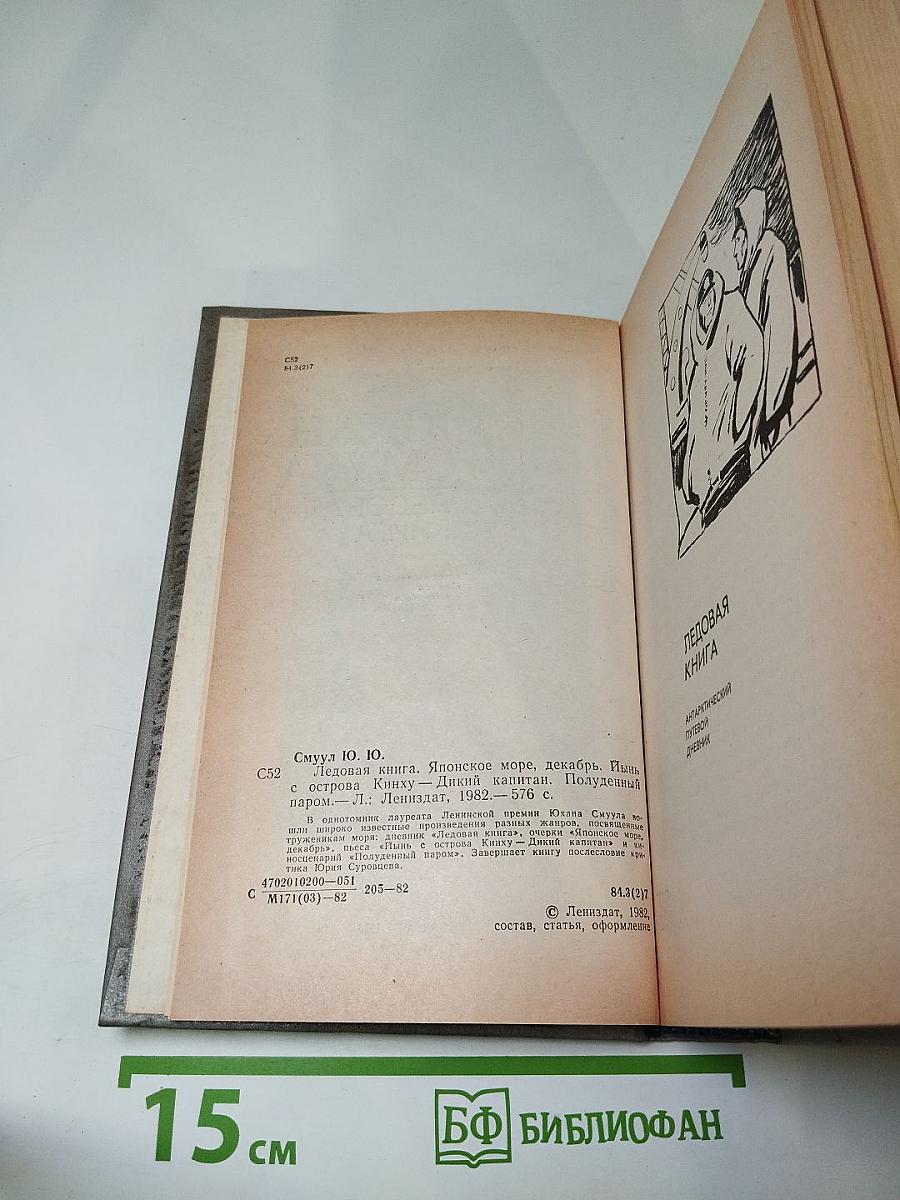 С52
84.3(2)7
Смуул Ю. Ю.
С52 Ледовая книга. Японское море, декабрь. Йынь
с острова Кинху — Дикий капитан. Полуденный
паром.— Л.: Лениздат, 1982.— 576 с.
В однотомник лауреата Ленинской премии Юхана Смуула во-
шли широко известные произведения разных жанров, посвященные
труженикам моря: дневник «Ледовая книга», очерки «Японское море,
декабрь», пьеса «Йынь с острова Кинху — Дикий капитан» и ки-
носценарий «Полуденный паром». Завершает книгу послесловие кри-
тика Юрия Суровцева.
С 4702010200—051
М171(03)—82 205—82
84.3(2)7
© Лениздат, 1982,
состав, статья, оформление
ЛЕДОВАЯ
КНИГА
АНТАРКТИЧЕСКИЙ
ПУТЕВОЙ
ДНЕВНИК
15 см
БФ БИБЛИОФАН